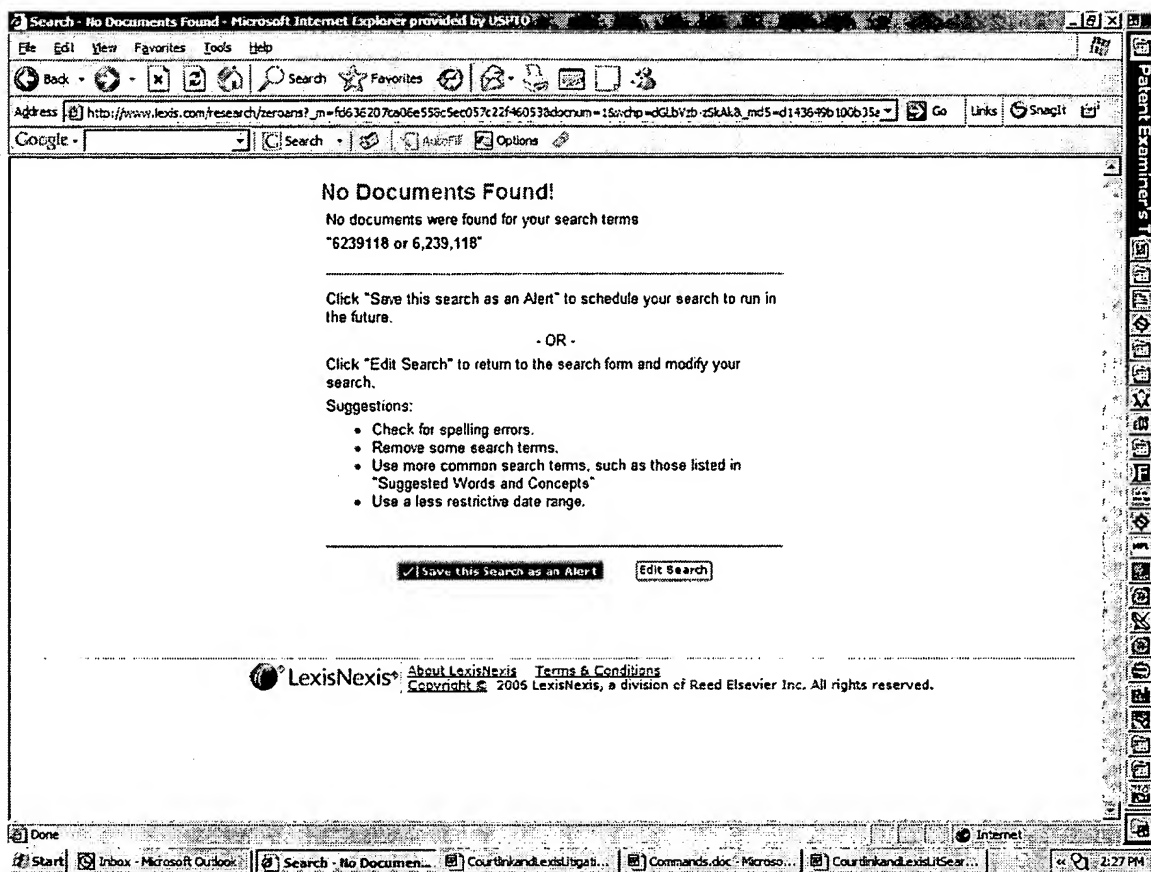 Search - No Documents Found - Microsoft Internet Explorer provided by USPTO
File Edit View Favorites Tools Help
Back Search Favorites
Address Go Links SnagIt
Google - Search AutoFill Options
Patent Examiner's T
No Documents Found!
No documents were found for your search terms
"6239118 or 6,239,118"
Click "Save this search as an Alert" to schedule your search to run in
the future.
- OR -
Click "Edit Search" to return to the search form and modify your
search.
Suggestions:
• Check for spelling errors.
• Remove some search terms.
• Use more common search terms, such as those listed in
"Suggested Words and Concepts"
• Use a less restrictive date range.
Save this Search as an Alert Edit Search
LexisNexis About LexisNexis Terms & Conditions
Copyright © 2005 LexisNexis, a division of Reed Elsevier Inc. All rights reserved.
Done Internet
Start Inbox - Microsoft Outlook Search - No Documen... CourtlinkandLexisLitigati... Commands.doc - Microso... CourtlinkandLexisLitSear... « 2:27 PM